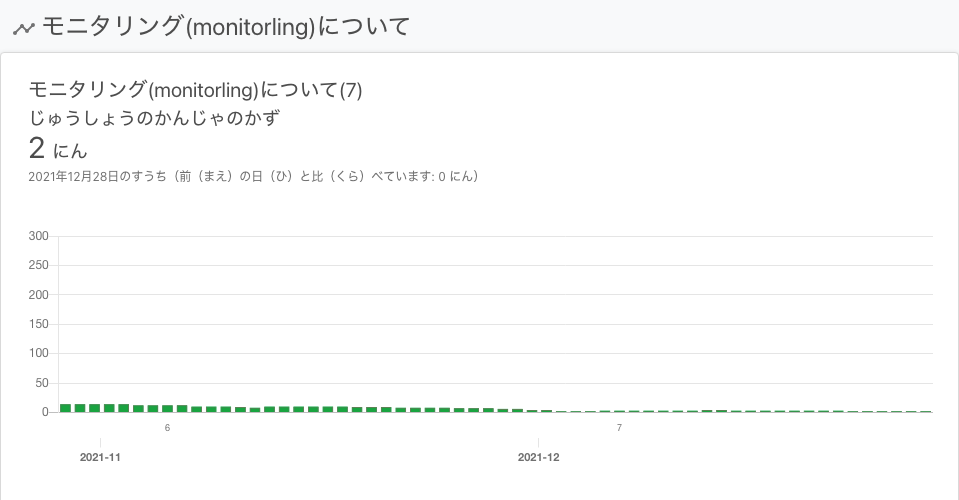 モニタリング(monitorling)について
モニタリング(monitorling)について(7)
じゅうしょうのかんじゃのかず
2 にん
2021年12月28日のすうち（前（まえ）の日（ひ）と比（くら）べています: 0 にん）
300
250
200
150
100
50
0
6 7
2021-11 2021-12